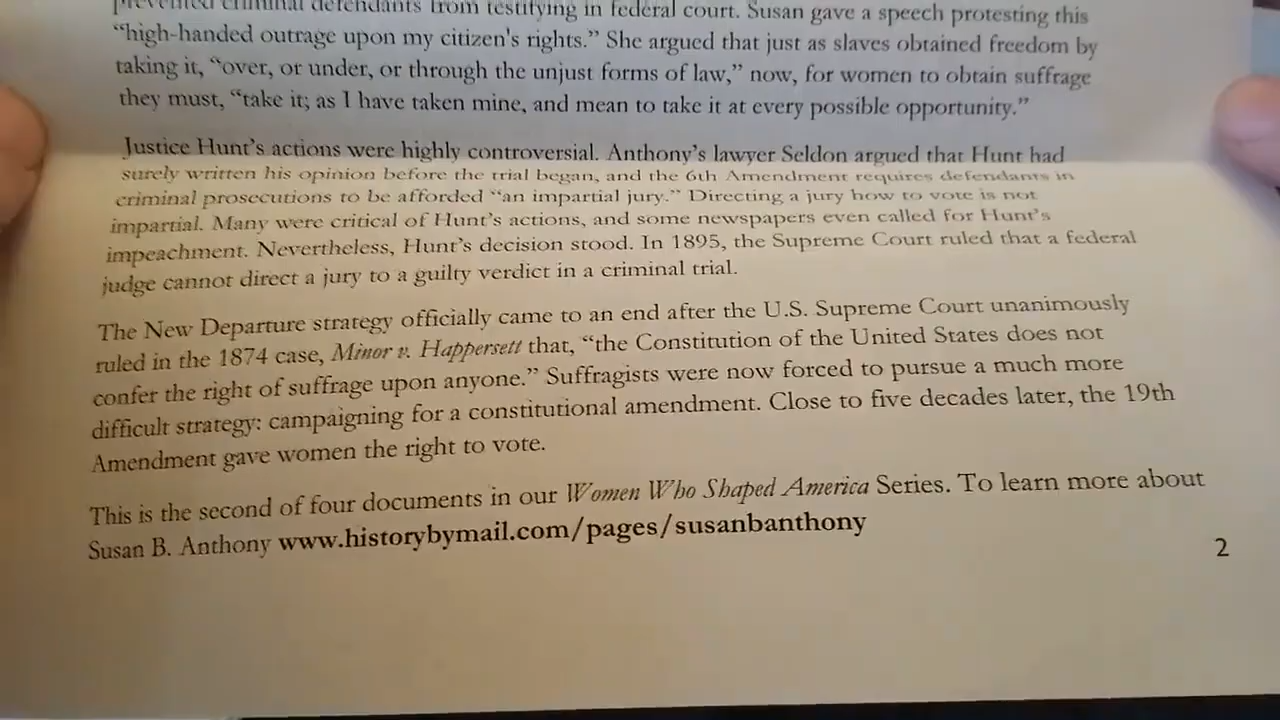 prevented criminal defendants from testifying in federal court. Susan gave a speech protesting this
“high-handed outrage upon my citizen's rights.” She argued that just as slaves obtained freedom by
taking it, “over, or under, or through the unjust forms of law,” now, for women to obtain suffrage
they must, “take it; as I have taken mine, and mean to take it at every possible opportunity.”
Justice Hunt’s actions were highly controversial. Anthony’s lawyer Seldon argued that Hunt had
surely written his opinion before the trial began, and the 6th Amendment requires defendants in
criminal prosecutions to be afforded “an impartial jury.” Directing a jury how to vote is not
impartial. Many were critical of Hunt’s actions, and some newspapers even called for Hunt’s
impeachment. Nevertheless, Hunt’s decision stood. In 1895, the Supreme Court ruled that a federal
judge cannot direct a jury to a guilty verdict in a criminal trial.
The New Departure strategy officially came to an end after the U.S. Supreme Court unanimously
ruled in the 1874 case, Minor v. Happersett that, “the Constitution of the United States does not
confer the right of suffrage upon anyone.” Suffragists were now forced to pursue a much more
difficult strategy: campaigning for a constitutional amendment. Close to five decades later, the 19th
Amendment gave women the right to vote.
This is the second of four documents in our Women Who Shaped America Series. To learn more about
Susan B. Anthony www.historybymail.com/pages/susanbanthony
2